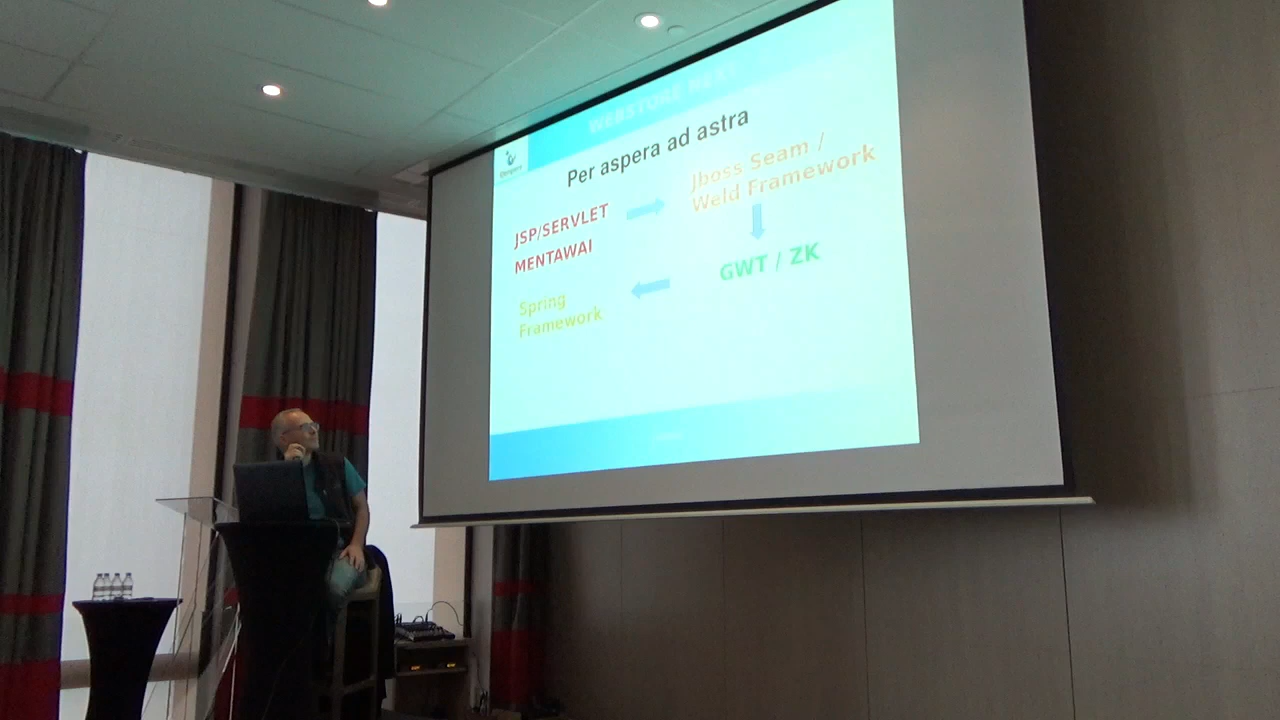 WEBSTORE NEXT
Per aspera ad astra
JSP/SERVLET
MENTAWAI
Jboss Seam /
Weld Framework
GWT / ZK
Spring
Framework